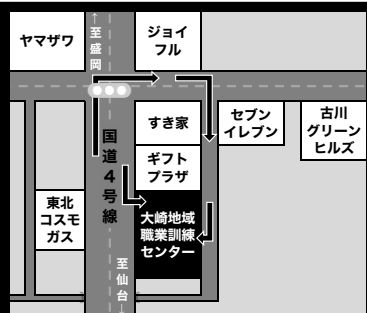 ヤマザワ
↑至盛岡
ジョイ
フル
国道4号線
すき家
セブン
イレブン
古川
グリーン
ヒルズ
ギフト
プラザ
東北
コスモ
ガス
大崎地域
職業訓練
センター
至仙台↓